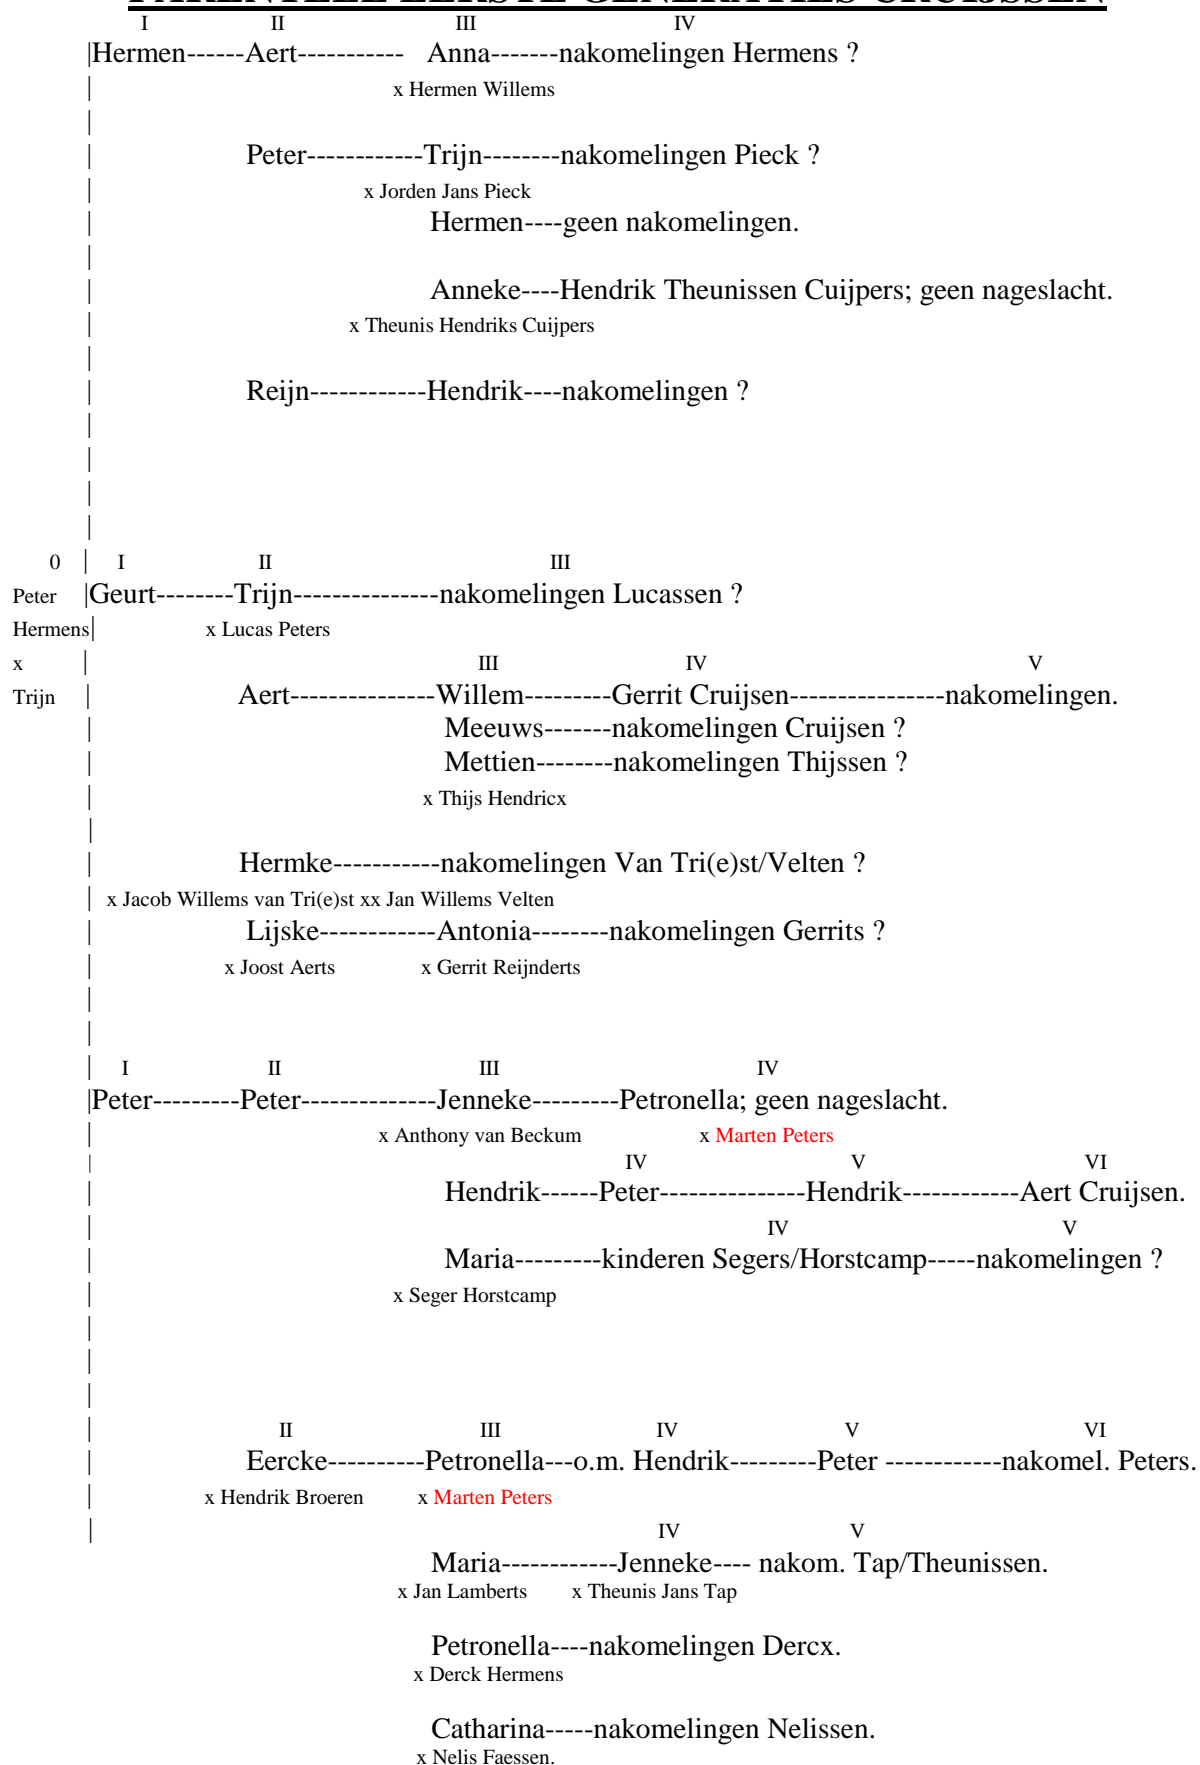 PARENTEEL EERSTE GENERATIES CRUIJSSEN
I II III IV
|Hermen------Aert----------- Anna-------nakomelingen Hermens ?
x Hermen Willems
Peter------------Trijn--------nakomelingen Pieck ?
x Jorden Jans Pieck
Hermen----geen nakomelingen.
Anneke----Hendrik Theunissen Cuijpers; geen nageslacht.
x Theunis Hendriks Cuijpers
Reijn------------Hendrik----nakomelingen ?
0 | I II III
Peter |Geurt--------Trijn---------------nakomelingen Lucassen ?
Hermens| x Lucas Peters
x | III IV V
Trijn | Aert---------------Willem---------Gerrit Cruijsen----------------nakomelingen.
Meeuws-------nakomelingen Cruijsen ?
Mettien--------nakomelingen Thijssen ?
x Thijs Hendricx
Hermke-----------nakomelingen Van Tri(e)st/Velten ?
| x Jacob Willems van Tri(e)st xx Jan Willems Velten
Lijske------------Antonia--------nakomelingen Gerrits ?
x Joost Aerts x Gerrit Reijnderts
| I II III IV
|Peter---------Peter--------------Jenneke---------Petronella; geen nageslacht.
x Anthony van Beckum x Marten Peters
IV V VI
Hendrik------Peter---------------Hendrik------------Aert Cruijsen.
IV V
Maria---------kinderen Segers/Horstcamp-----nakomelingen ?
x Seger Horstcamp
II III IV V VI
Eercke----------Petronella---o.m. Hendrik---------Peter ------------nakomel. Peters.
x Hendrik Broeren x Marten Peters
IV V
Maria------------Jenneke---- nakom. Tap/Theunissen.
x Jan Lamberts x Theunis Jans Tap
Petronella----nakomelingen Dercx.
x Derck Hermens
Catharina-----nakomelingen Nelissen.
x Nelis Faessen.